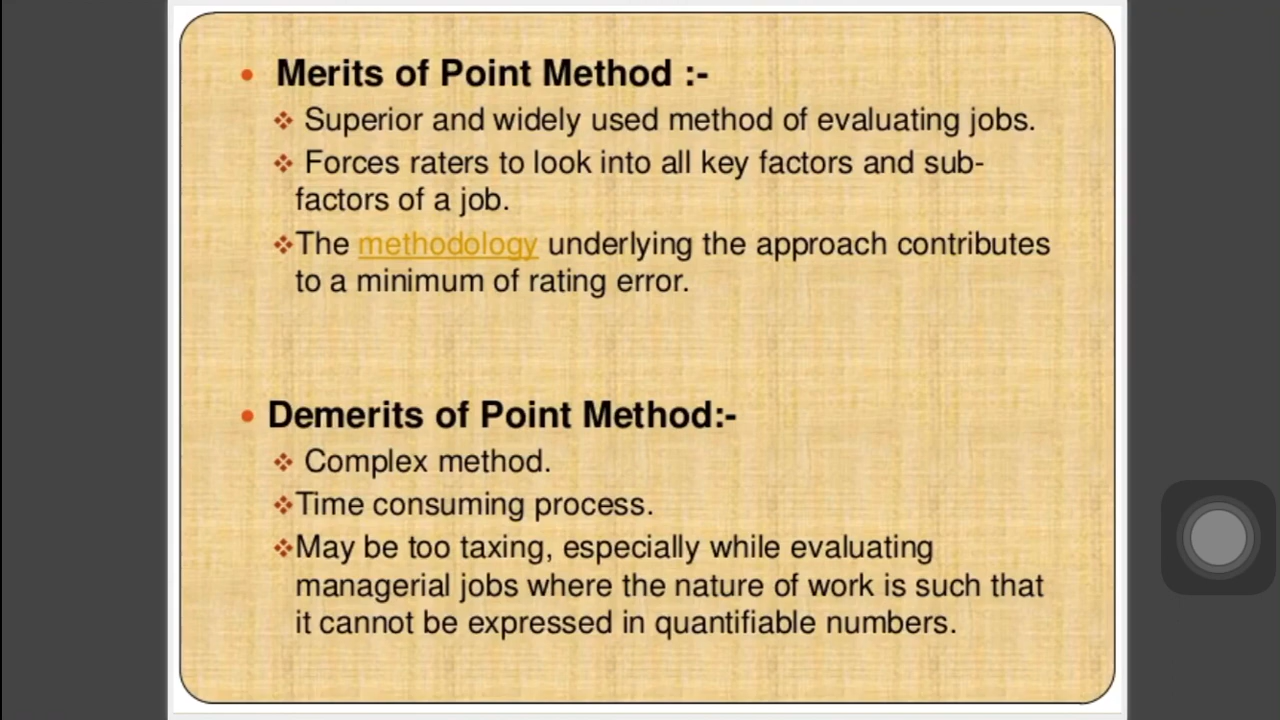 Merits of Point Method :-
Superior and widely used method of evaluating jobs.
Forces raters to look into all key factors and sub-
factors of a job.
The methodology underlying the approach contributes
to a minimum of rating error.
Demerits of Point Method:-
Complex method.
Time consuming process.
May be too taxing, especially while evaluating
managerial jobs where the nature of work is such that
it cannot be expressed in quantifiable numbers.